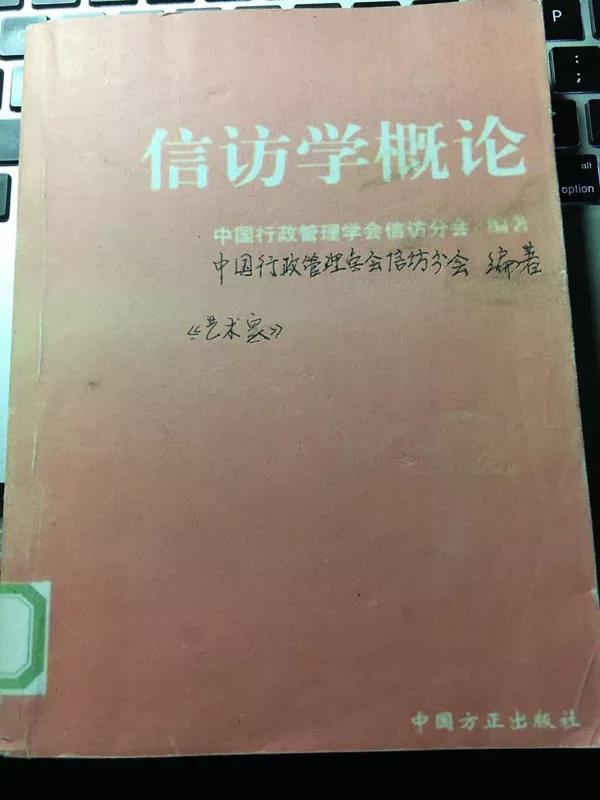 P
:
;
alt
option
信访学概论
中国行政管理学会信访分会 编著
中国行政管理学会信访分会 编著
《艺术家》
中国方正出版社